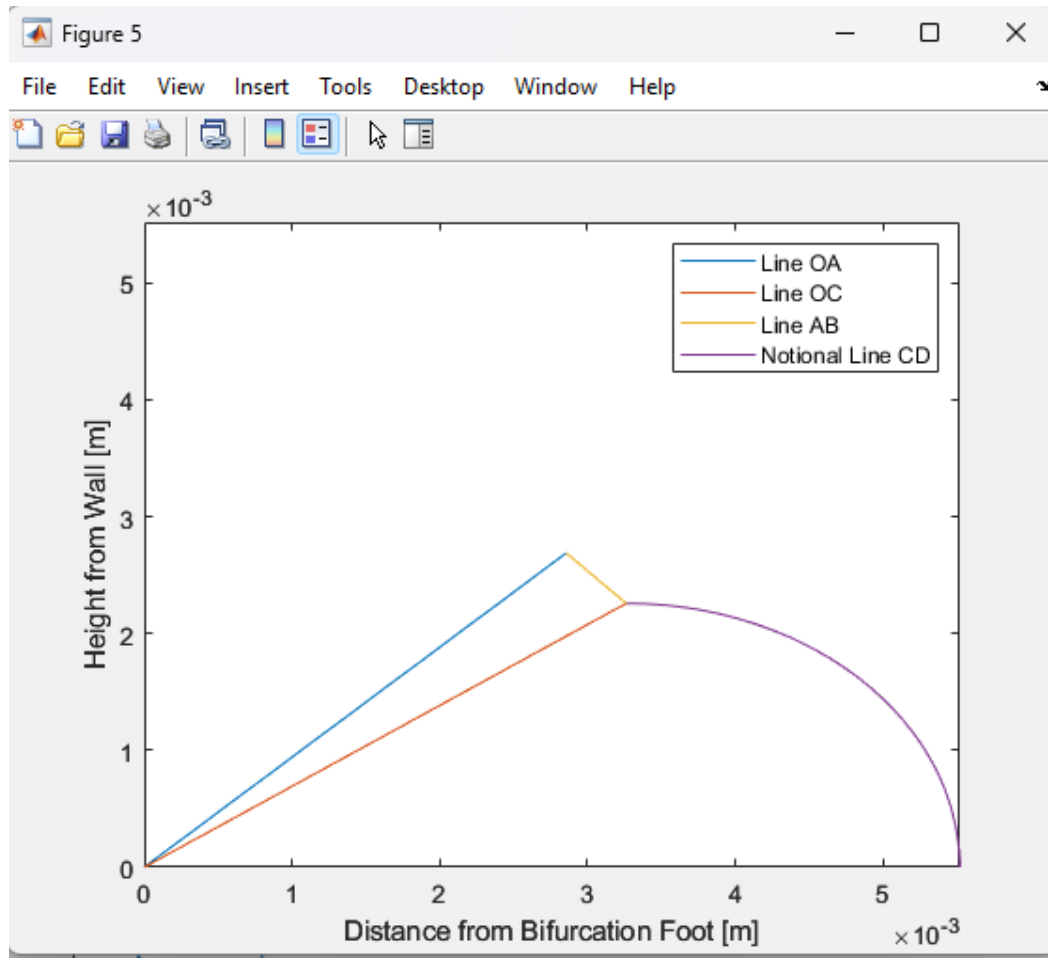 Figure 5
File Edit View Insert Tools Desktop Window Help
×10-3
5
4
3
2
1
0
Height from Wall [m]
Line OA
Line OC
Line AB
Notional Line CD
0 1 2 3 4 5
Distance from Bifurcation Foot [m]
×10-3